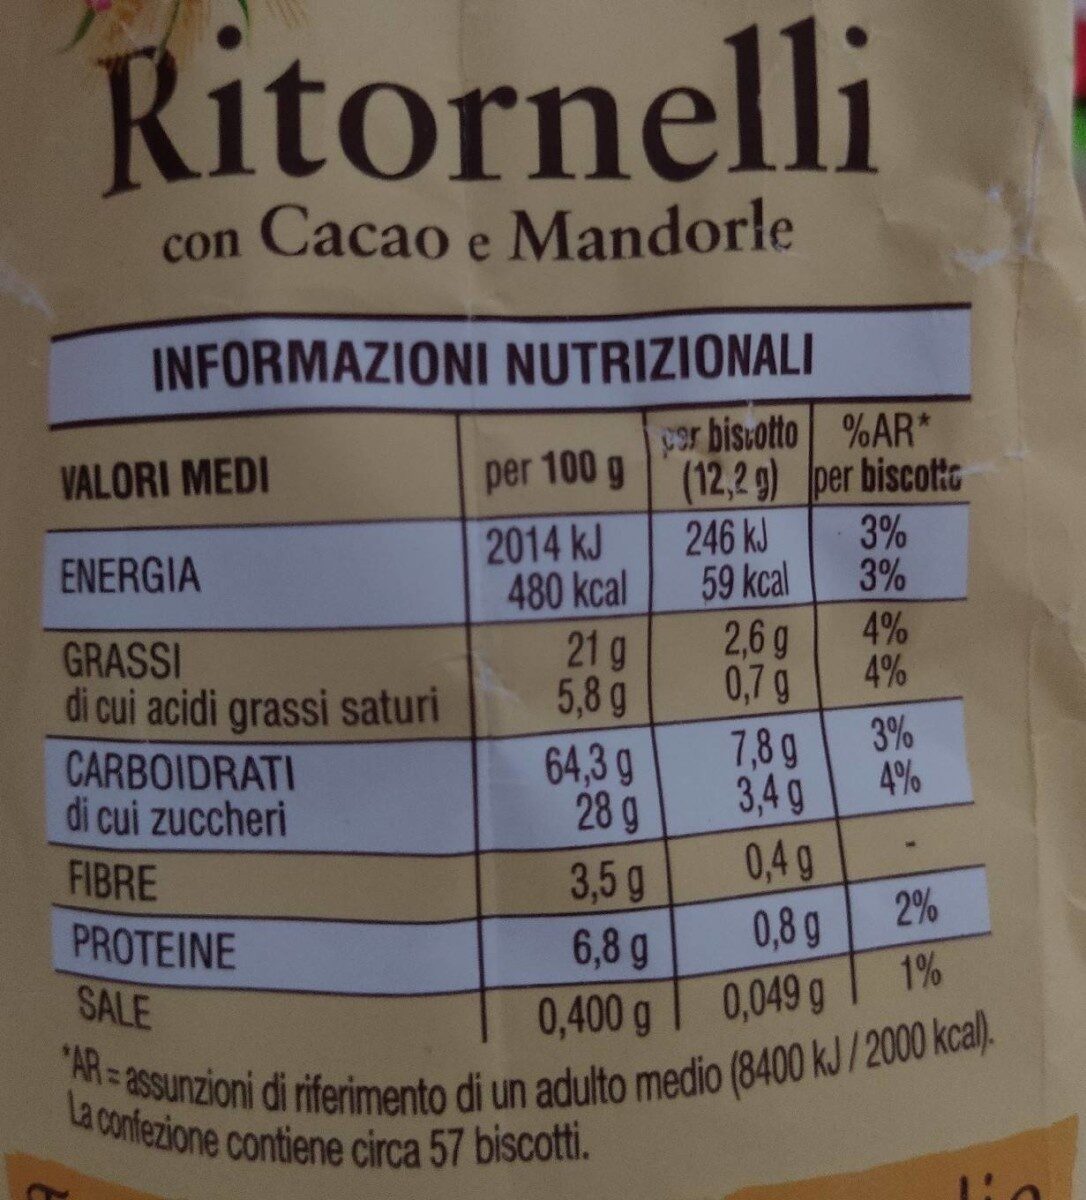 Ritornelli
con Cacao e Mandorle
INFORMAZIONI NUTRIZIONALI
VALORI MEDI per 100 g per biscotto (12,2 g) %AR* per biscotto
ENERGIA 2014 kJ 246 kJ 3%
480 kcal 59 kcal 3%
GRASSI 21 g 2,6 g 4%
di cui acidi grassi saturi 5,8 g 0,7 g 4%
CARBOIDRATI 64,3 g 7,8 g 3%
di cui zuccheri 28 g 3,4 g 4%
FIBRE 3,5 g 0,4 g -
PROTEINE 6,8 g 0,8 g 2%
SALE 0,400 g 0,049 g 1%
*AR = assunzioni di riferimento di un adulto medio (8400 kJ / 2000 kcal).
La confezione contiene circa 57 biscotti.